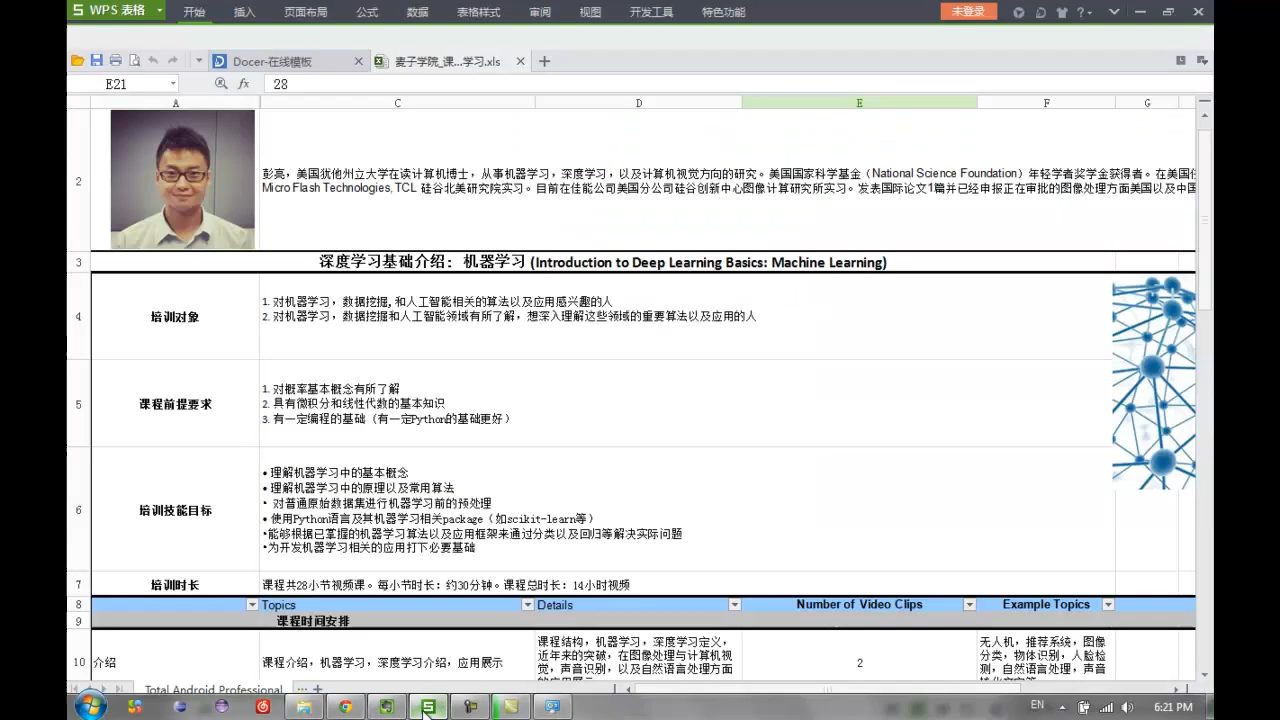 WPS 表格
开始 插入 页面布局 公式 数据 表格样式 审阅 视图 开发工具 特色功能
未登录
Docer-在线模板
麦子学院_课...学习.xls
E21
28
A C D E F G
2
彭亮，美国犹他州立大学在读计算机博士，从事机器学习，深度学习，以及计算机视觉方向的研究。美国国家科学基金（National Science Foundation）年轻学者奖学金获得者。在美国
Micro Flash Technologies, TCL 硅谷北美研究院实习。目前在佳能公司美国分公司硅谷创新中心图像计算研究所实习。发表国际论文1篇并已经申报正在审批的图像处理方面美国以及中国
3
深度学习基础介绍：机器学习 (Introduction to Deep Learning Basics: Machine Learning)
4
培训对象
1. 对机器学习，数据挖掘, 和人工智能相关的算法以及应用感兴趣的人
2. 对机器学习，数据挖掘和人工智能领域有所了解，想深入理解这些领域的重要算法以及应用的人
5
课程前提要求
1. 对概率基本概念有所了解
2. 具有微积分和线性代数的基本知识
3. 有一定编程的基础（有一定Python的基础更好）
6
培训技能目标
• 理解机器学习中的基本概念
• 理解机器学习中的原理以及常用算法
• 对普通原始数据集进行机器学习前的预处理
• 使用Python语言及其机器学习相关package（如scikit-learn等）
•能够根据已掌握的机器学习算法以及应用框架来通过分类以及回归等解决实际问题
•为开发机器学习相关的应用打下必要基础
7
培训时长
课程共28小节视频课。每小节时长：约30分钟。课程总时长：14小时视频
8
Topics Details Number of Video Clips Example Topics
9
课程时间安排
10
介绍
课程介绍，机器学习，深度学习介绍，应用展示
课程结构，机器学习，深度学习定义，
近年来的突破，在图像处理与计算机视
觉，声音识别，以及自然语言处理方面
2
无人机，推荐系统，图像
分类，物体识别，人脸检
测，自然语言处理，声音
Total Android Professional ...
EN
6:21 PM